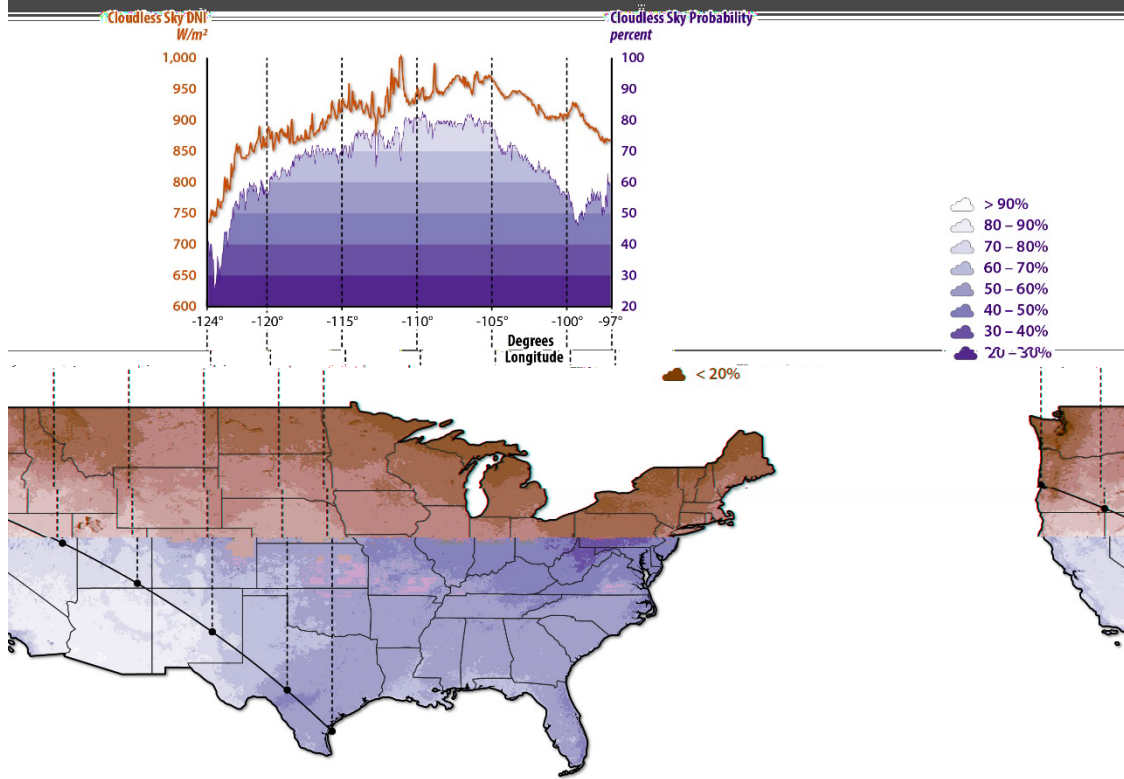 Cloudless Sky DNI
W/m²
Cloudless Sky Probability
percent
1,000
950
900
850
800
750
700
650
600
100
90
80
70
60
50
40
30
20
-124°
-120°
-115°
-110°
-105°
-100°
-97°
Degrees
Longitude
> 90%
80 – 90%
70 – 80%
60 – 70%
50 – 60%
40 – 50%
30 – 40%
20 – 30%
< 20%